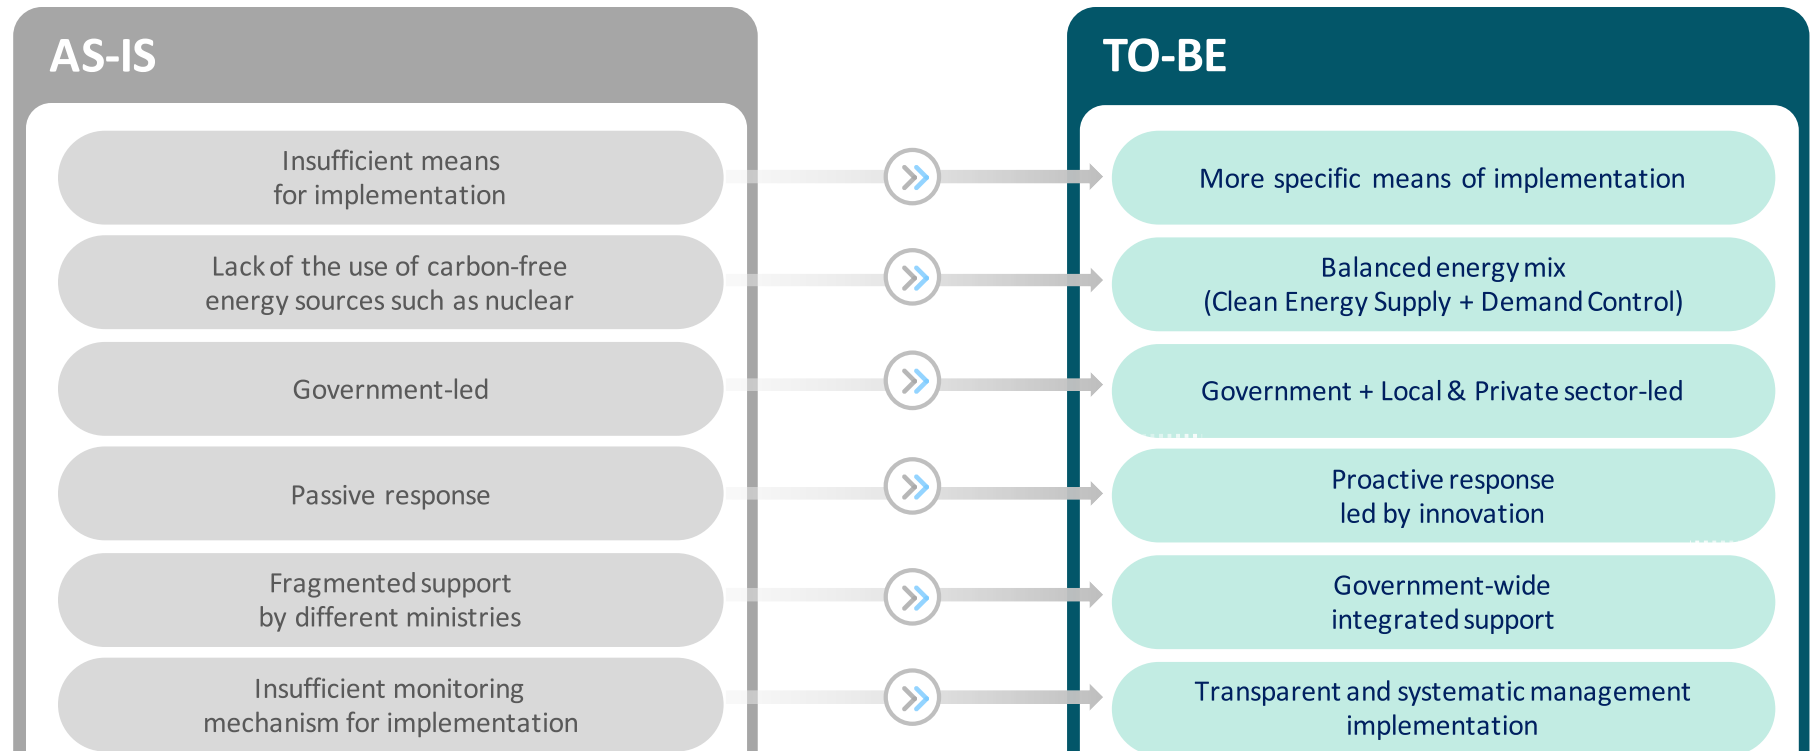 AS-IS
TO-BE
Insufficient means
for implementation
More specific means of implementation
Lack of the use of carbon-free
energy sources such as nuclear
Balanced energy mix
(Clean Energy Supply + Demand Control)
Government-led
Government + Local & Private sector-led
Passive response
Proactive response
led by innovation
Fragmented support
by different ministries
Government-wide
integrated support
Insufficient monitoring
mechanism for implementation
Transparent and systematic management
implementation